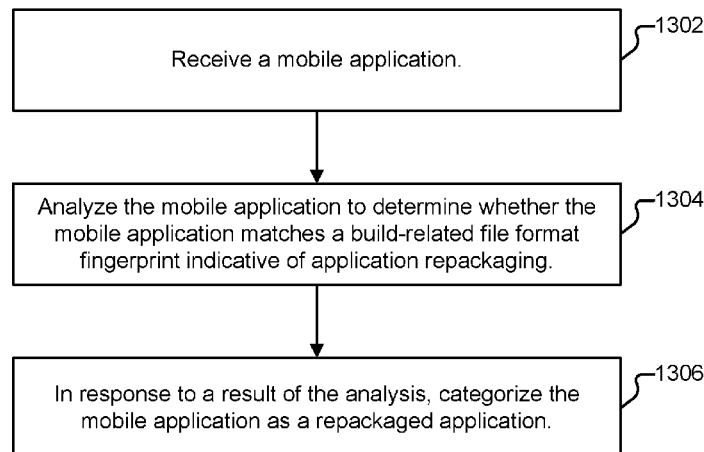 1302
Receive a mobile application.
1304
Analyze the mobile application to determine whether the
mobile application matches a build-related file format
fingerprint indicative of application repackaging.
1306
In response to a result of the analysis, categorize the
mobile application as a repackaged application.